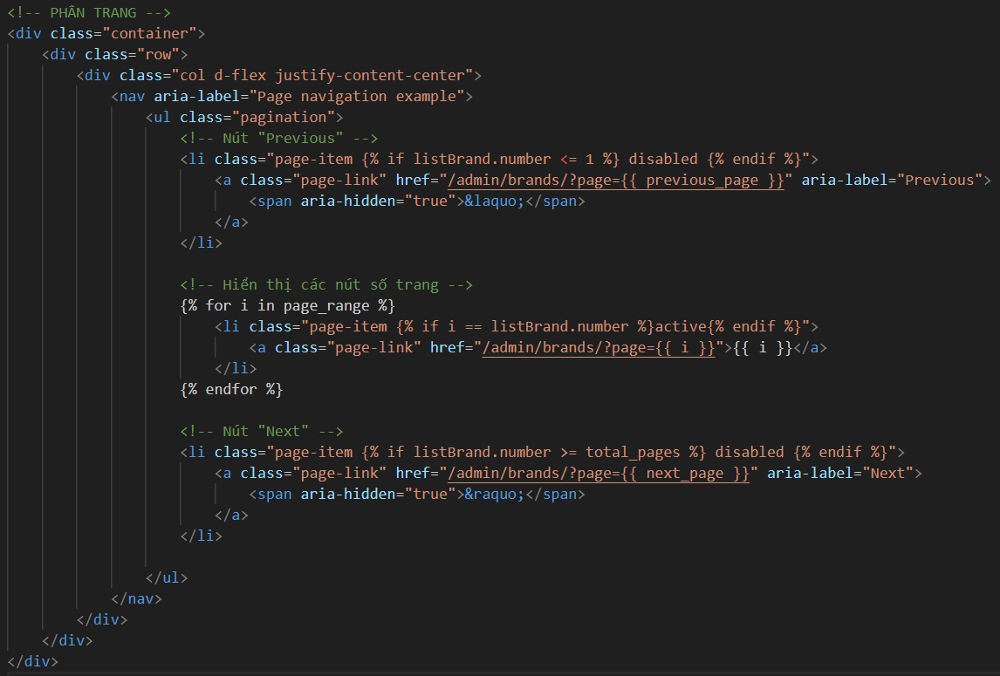 <!-- PHÂN TRANG -->
<div class="container">
    <div class="row">
        <div class="col d-flex justify-content-center">
            <nav aria-label="Page navigation example">
                <ul class="pagination">
                    <!-- Nút "Previous" -->
                    <li class="page-item {% if listBrand.number <= 1 %} disabled {% endif %}">
                        <a class="page-link" href="/admin/brands/?page={{ previous_page }}" aria-label="Previous">
                            <span aria-hidden="true">&laquo;</span>
                        </a>
                    </li>

                    <!-- Hiển thị các nút số trang -->
                    {% for i in page_range %}
                        <li class="page-item {% if i == listBrand.number %}active{% endif %}">
                            <a class="page-link" href="/admin/brands/?page={{ i }}">{{ i }}</a>
                        </li>
                    {% endfor %}

                    <!-- Nút "Next" -->
                    <li class="page-item {% if listBrand.number >= total_pages %} disabled {% endif %}">
                        <a class="page-link" href="/admin/brands/?page={{ next_page }}" aria-label="Next">
                            <span aria-hidden="true">&raquo;</span>
                        </a>
                    </li>

                </ul>
            </nav>
        </div>
    </div>
</div>